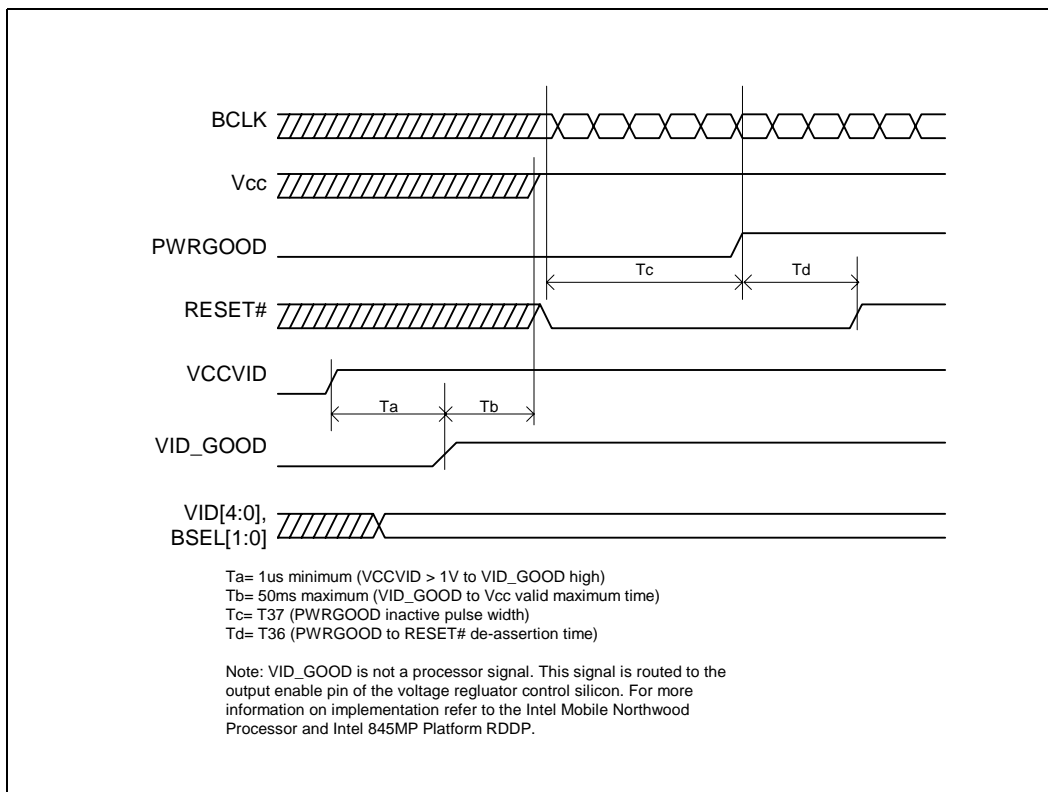 BCLK
Vcc
PWRGOOD
Tc
Td
RESET#
VCCVID
Ta
Tb
VID_GOOD
VID[4:0],
BSEL[1:0]
Ta= 1us minimum (VCCVID > 1V to VID_GOOD high)
Tb= 50ms maximum (VID_GOOD to Vcc valid maximum time)
Tc= T37 (PWRGOOD inactive pulse width)
Td= T36 (PWRGOOD to RESET# de-assertion time)
Note: VID_GOOD is not a processor signal. This signal is routed to the
output enable pin of the voltage regluator control silicon. For more
information on implementation refer to the Intel Mobile Northwood
Processor and Intel 845MP Platform RDDP.